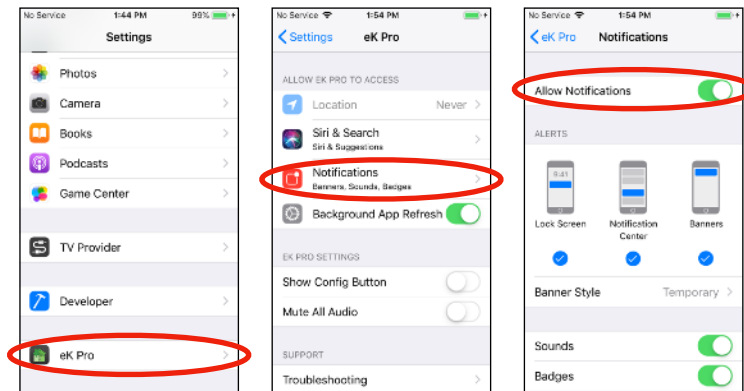 No Service 1:44 PM 99%
Settings
Photos
Camera
Books
Podcasts
Game Center
TV Provider
Developer
eK Pro
No Service 1:54 PM
Settings eK Pro
ALLOW EK PRO TO ACCESS
Location Never
Siri & Search
Siri & Suggestions
Notifications
Banners, Sounds, Badges
Background App Refresh
EK PRO SETTINGS
Show Config Button
Mute All Audio
SUPPORT
Troubleshooting
No Service 1:54 PM
eK Pro Notifications
Allow Notifications
ALERTS
9:41
Lock Screen Notification Center Banners
Banner Style Temporary
Sounds
Badges